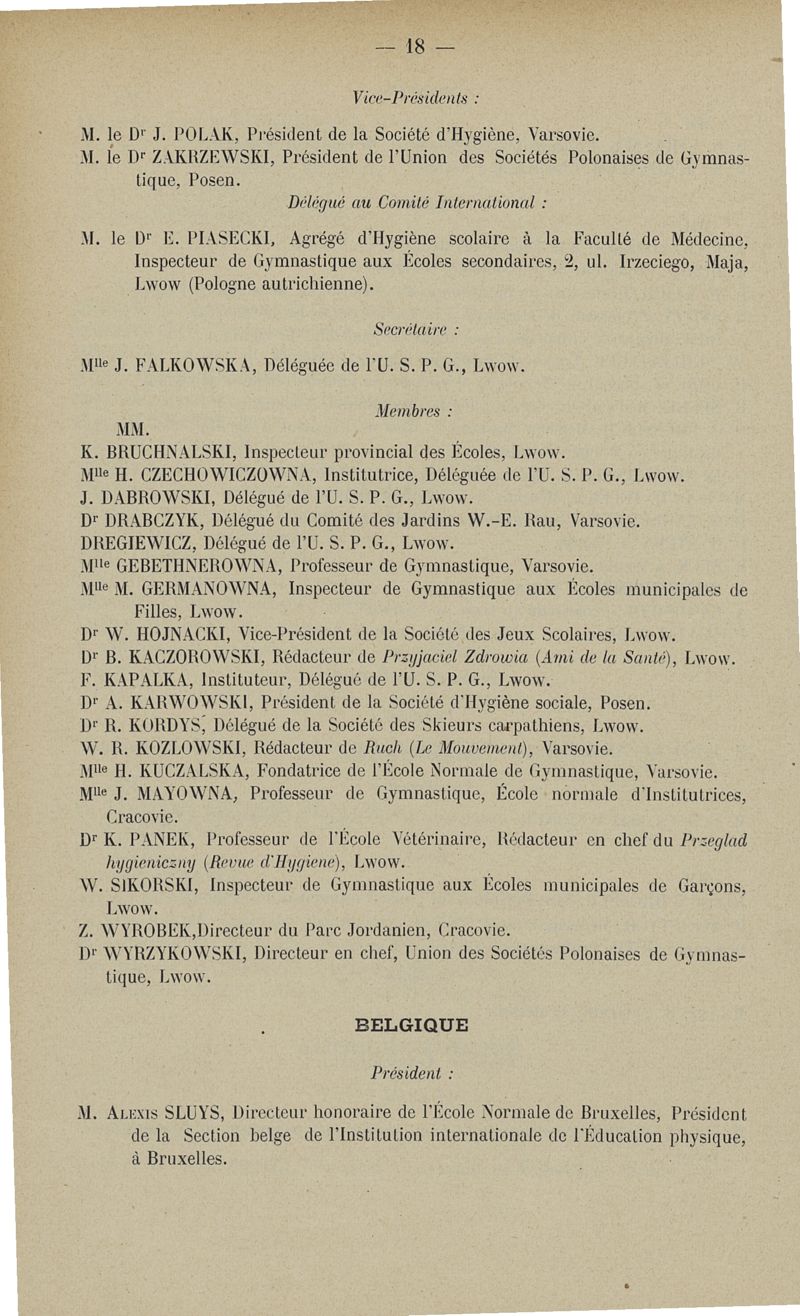 — 18 —
Vice-Présidents :
M. le Dr J. POLAK, Président de la Société d'Hygiène, Varsovie.
M. le Dr ZAKRZEWSKI, Président de l'Union des Sociétés Polonaises de Gymnas-
tique, Posen.
Délégué au Comité International :
M. le Dr E. PIASECKI, Agrégé d'Hygiène scolaire à la Faculté de Médecine,
Inspecteur de Gymnastique aux Écoles secondaires, 2, ul. Irzeciego, Maja,
Lwow (Pologne autrichienne).
Secrétaire :
Mlle J. FALKOWSKA, Déléguée de l'U. S. P. G., Lwow.
Membres :
MM.
K. BRUCHNALSKI, Inspecteur provincial des Écoles, Lwow.
Mlle H. CZECHOWICZOWNA, Institutrice, Déléguée de l'U. S. P. G., Lwow.
J. DABROWSKI, Délégué de l'U. S. P. G., Lwow.
Dr DRABCZYK, Délégué du Comité des Jardins W.-E. Rau, Varsovie.
DREGIEWICZ, Délégué de l'U. S. P. G., Lwow.
Mlle GEBETHNEROWNA, Professeur de Gymnastique, Varsovie.
Mlle M. GERMANOWNA, Inspecteur de Gymnastique aux Écoles municipales de
Filles, Lwow.
Dr W. HOJNACKI, Vice-Président de la Société des Jeux Scolaires, Lwow.
Dr B. KACZOROWSKI, Rédacteur de Przyjaciel Zdrowia (Ami de la Santé), Lwow.
F. KAPALKA, Instituteur, Délégué de l'U. S. P. G., Lwow.
Dr A. KARWOWSKI, Président de la Société d'Hygiène sociale, Posen.
Dr R. KORDYS, Délégué de la Société des Skieurs carpathiens, Lwow.
W. R. KOZLOWSKI, Rédacteur de Ruch (Le Mouvement), Varsovie.
Mlle H. KUCZALSKA, Fondatrice de l'École Normale de Gymnastique, Varsovie.
Mlle J. MAYOWNA, Professeur de Gymnastique, École normale d'Institutrices,
Cracovie.
Dr K. PANEK, Professeur de l'École Vétérinaire, Rédacteur en chef du Przeglad
hygieniczny (Revue d'Hygiene), Lwow.
W. SIKORSKI, Inspecteur de Gymnastique aux Écoles municipales de Garçons,
Lwow.
Z. WYROBEK,Directeur du Parc Jordanien, Cracovie.
Dr WYRZYKOWSKI, Directeur en chef, Union des Sociétés Polonaises de Gymnas-
tique, Lwow.
BELGIQUE
Président :
M. ALEXIS SLUYS, Directeur honoraire de l'École Normale de Bruxelles, Président
de la Section belge de l'Institution internationale de l'Éducation physique,
à Bruxelles.